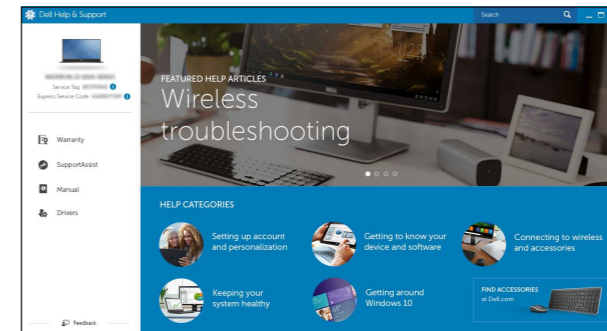 Dell Help & Support
Search
Service Tag:
Express Service Code:
Warranty
SupportAssist
Manual
Drivers
Feedback
FEATURED HELP ARTICLES
Wireless
troubleshooting
HELP CATEGORIES
Setting up account
and personalization
Getting to know your
device and software
Connecting to wireless
and accessories
Keeping your
system healthy
Getting around
Windows 10
FIND ACCESSORIES
at Dell.com